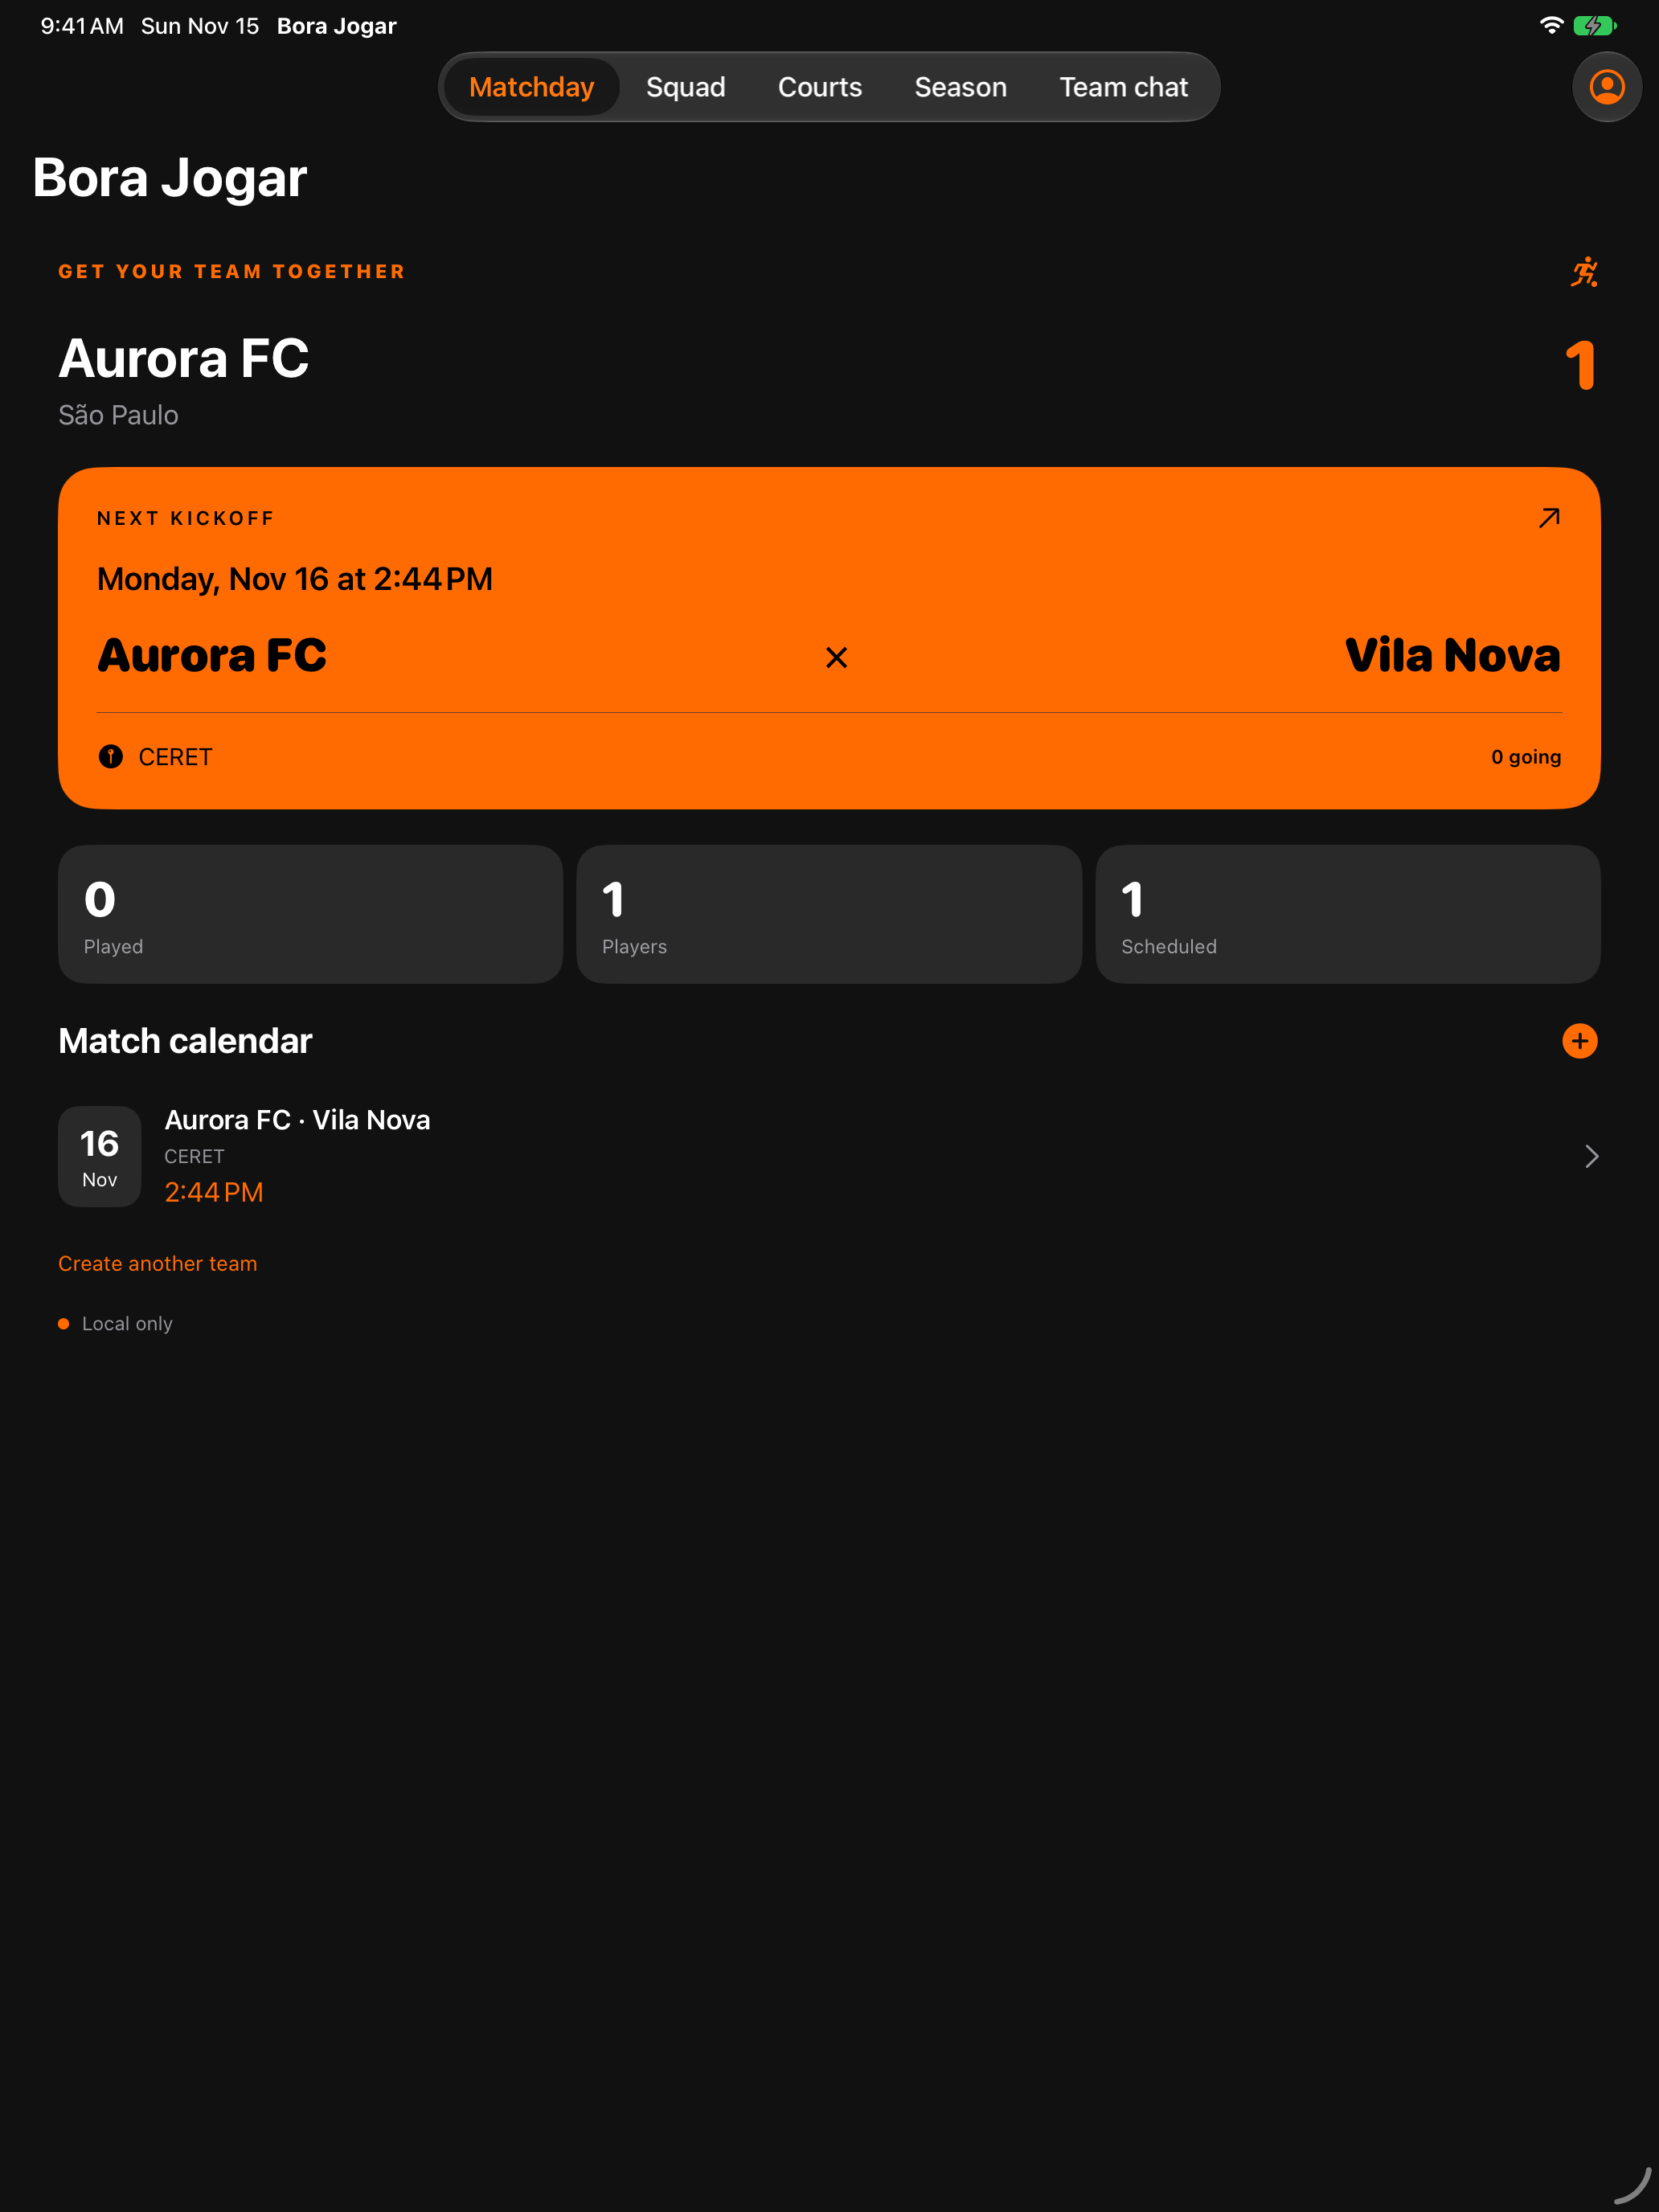 9:41 AM Sun Nov 15 Bora Jogar
Matchday Squad Courts Season Team chat
Bora Jogar
GET YOUR TEAM TOGETHER
Aurora FC
1
São Paulo
NEXT KICKOFF
Monday, Nov 16 at 2:44 PM
Aurora FC × Vila Nova
CERET 0 going
0
Played
1
Players
1
Scheduled
Match calendar
16
Nov
Aurora FC · Vila Nova
CERET
2:44 PM
Create another team
Local only